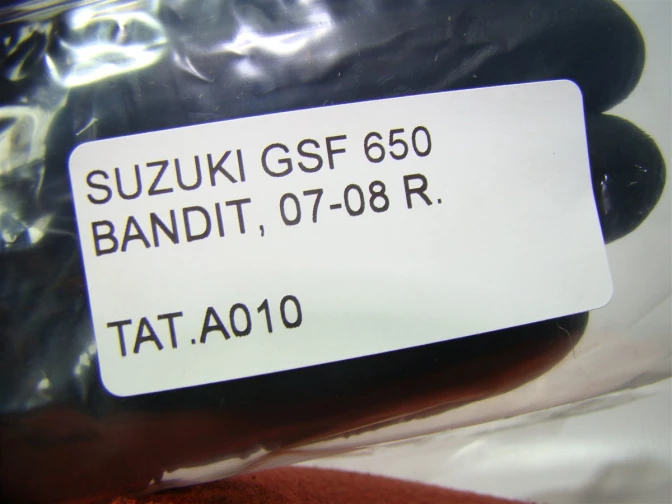 SUZUKI GSF 650
BANDIT, 07-08 R.
TAT.A010